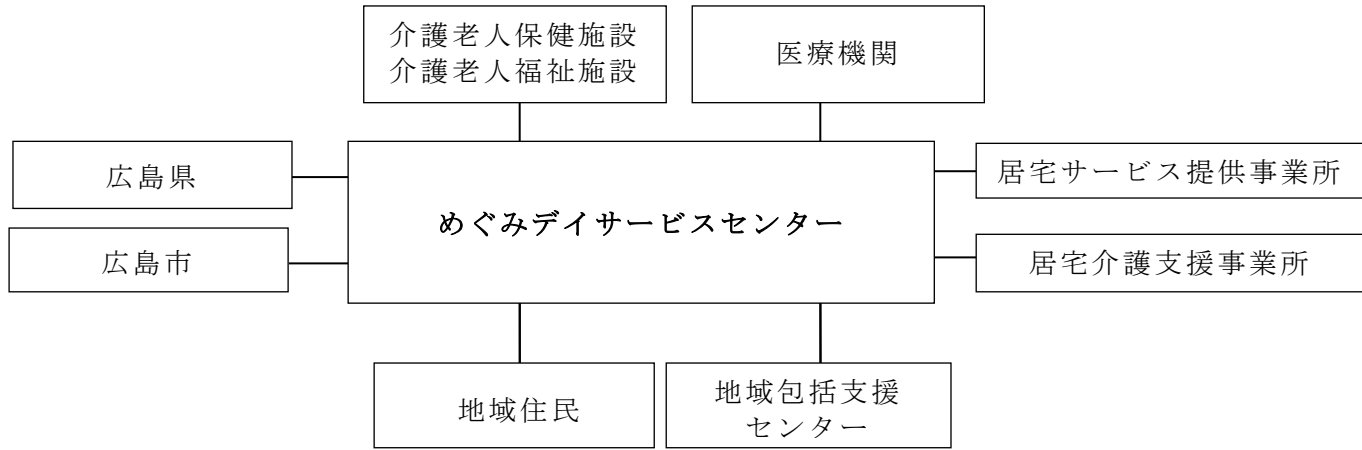 介護老人保健施設
介護老人福祉施設
医療機関
広島県
居宅サービス提供事業所
めぐみデイサービスセンター
広島市
居宅介護支援事業所
地域住民
地域包括支援
センター